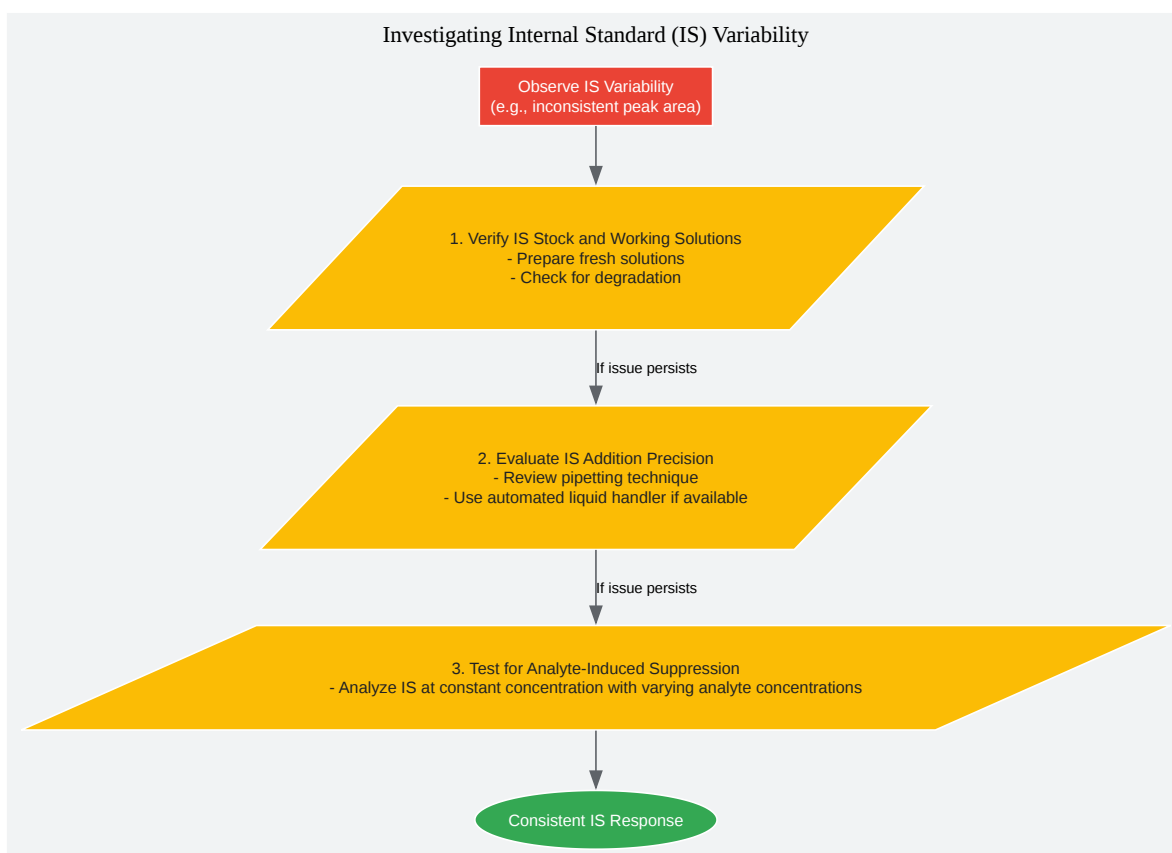 Investigating Internal Standard (IS) Variability
Observe IS Variability
(e.g., inconsistent peak area)
1. Verify IS Stock and Working Solutions
- Prepare fresh solutions
- Check for degradation
If issue persists
2. Evaluate IS Addition Precision
- Review pipetting technique
- Use automated liquid handler if available
If issue persists
3. Test for Analyte-Induced Suppression
- Analyze IS at constant concentration with varying analyte concentrations
Consistent IS Response